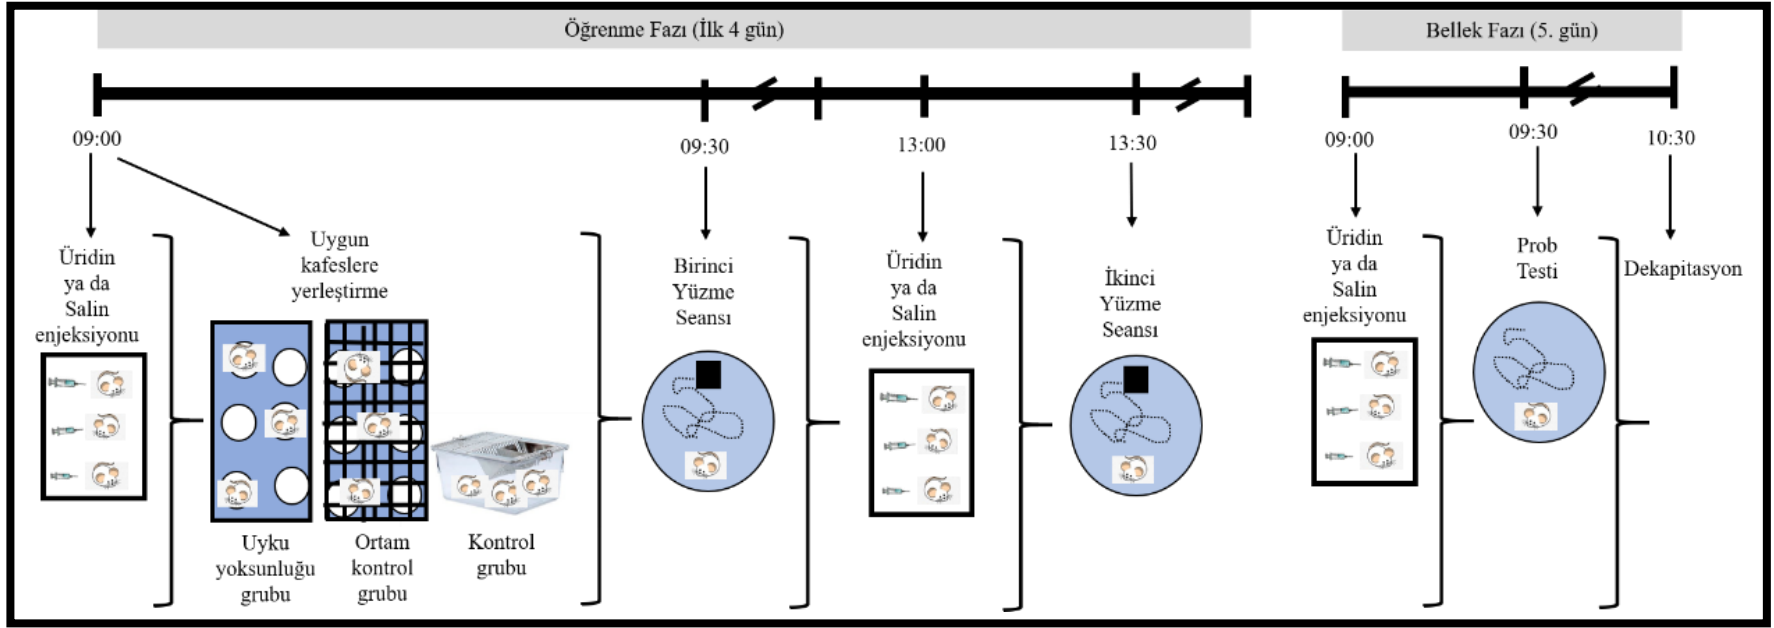 Öğrenme Fazı (İlk 4 gün)
Bellek Fazı (5. gün)
09:00
09:30
13:00
13:30
09:00
09:30
10:30
Üridin
ya da
Salin
enjeksiyonu
Uygun
kafeslere
yerleştirme
Uyku
yoksunluğu
grubu
Ortam
kontrol
grubu
Kontrol
grubu
Birinci
Yüzme
Seansı
Üridin
ya da
Salin
enjeksiyonu
İkinci
Yüzme
Seansı
Üridin
ya da
Salin
enjeksiyonu
Prob
Testi
Dekapitasyon